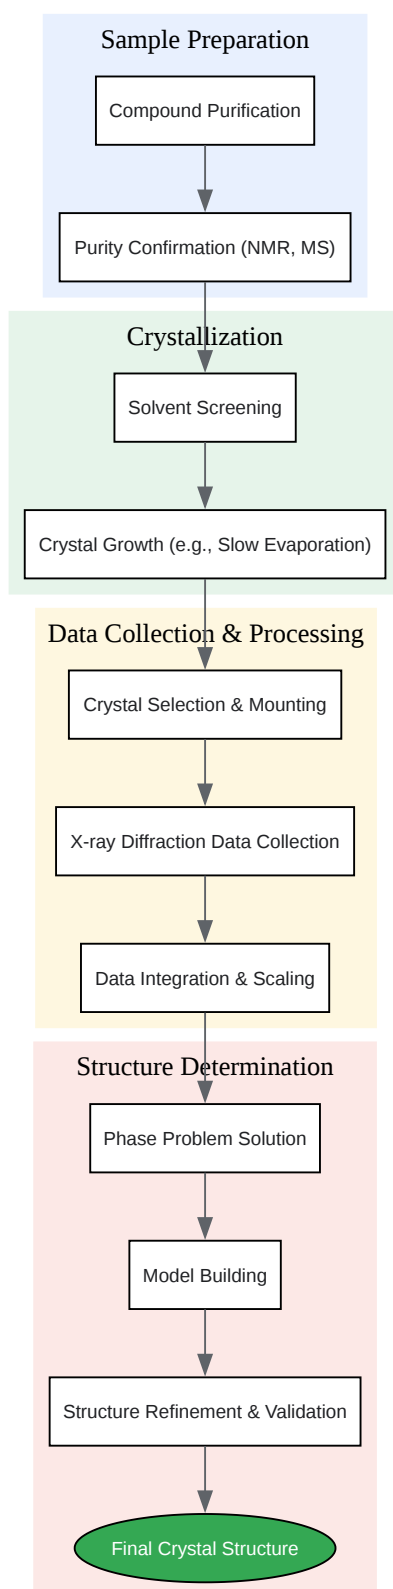 Sample Preparation
Compound Purification
Purity Confirmation (NMR, MS)
Crystallization
Solvent Screening
Crystal Growth (e.g., Slow Evaporation)
Data Collection & Processing
Crystal Selection & Mounting
X-ray Diffraction Data Collection
Data Integration & Scaling
Structure Determination
Phase Problem Solution
Model Building
Structure Refinement & Validation
Final Crystal Structure